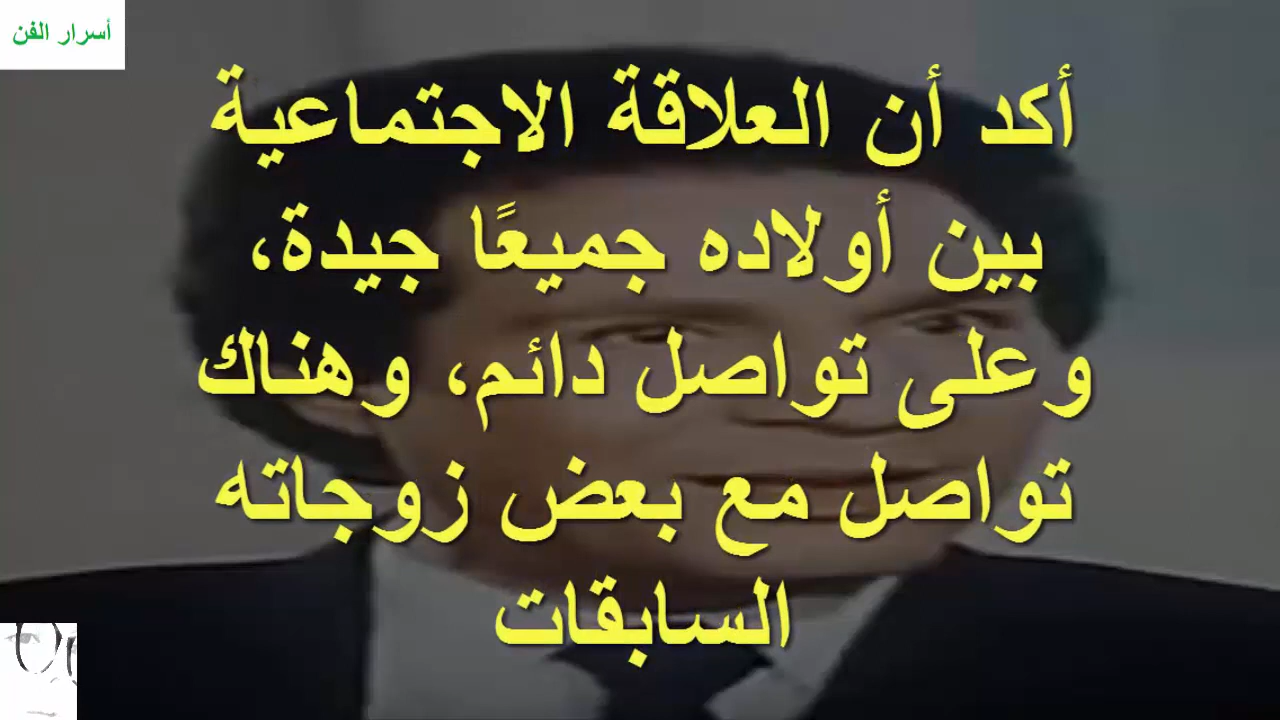 أسرار الفن
أكد أن العلاقة الاجتماعية
بين أولاده جميعًا جيدة،
وعلى تواصل دائم، وهناك
تواصل مع بعض زوجاته
السابقات